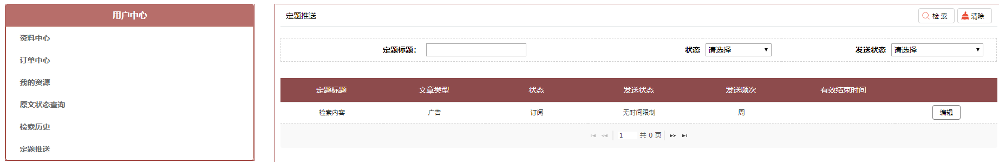 用户中心
资料中心
订单中心
我的资源
原文状态查询
检索历史
定题推送
定题推送
检 索
清除
定题标题：
状态 请选择
发送状态 请选择
定题标题 文章类型 状态 发送状态 发送频次 有效结束时间
检索内容 广告 订阅 无时间限制 周 编辑
1 共 0 页